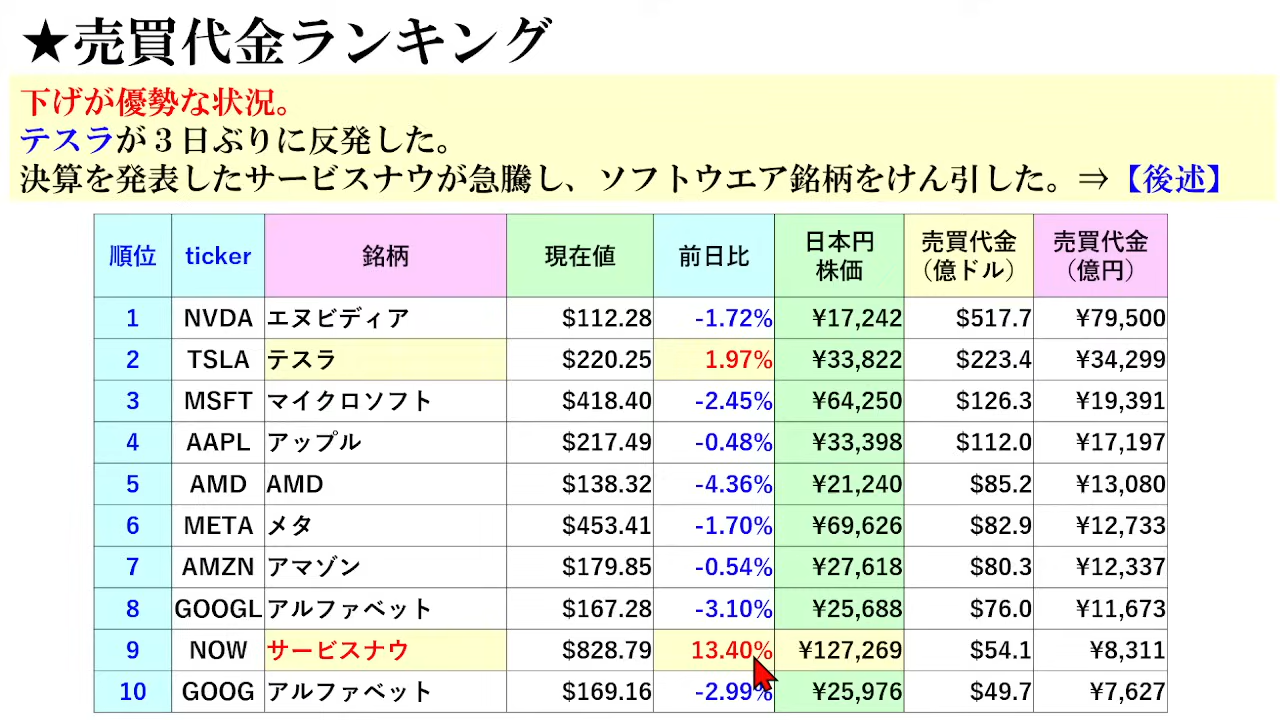 ★売買代金ランキング
下げが優勢な状況。
テスラが３日ぶりに反発した。
決算を発表したサービスナウが急騰し、ソフトウエア銘柄をけん引した。⇒【後述】
順位 ticker 銘柄 現在値 前日比 日本円株価 売買代金（億ドル） 売買代金（億円）
1 NVDA エヌビディア $112.28 -1.72% ¥17,242 $517.7 ¥79,500
2 TSLA テスラ $220.25 1.97% ¥33,822 $223.4 ¥34,299
3 MSFT マイクロソフト $418.40 -2.45% ¥64,250 $126.3 ¥19,391
4 AAPL アップル $217.49 -0.48% ¥33,398 $112.0 ¥17,197
5 AMD AMD $138.32 -4.36% ¥21,240 $85.2 ¥13,080
6 META メタ $453.41 -1.70% ¥69,626 $82.9 ¥12,733
7 AMZN アマゾン $179.85 -0.54% ¥27,618 $80.3 ¥12,337
8 GOOGL アルファベット $167.28 -3.10% ¥25,688 $76.0 ¥11,673
9 NOW サービスナウ $828.79 13.40% ¥127,269 $54.1 ¥8,311
10 GOOG アルファベット $169.16 -2.99% ¥25,976 $49.7 ¥7,627